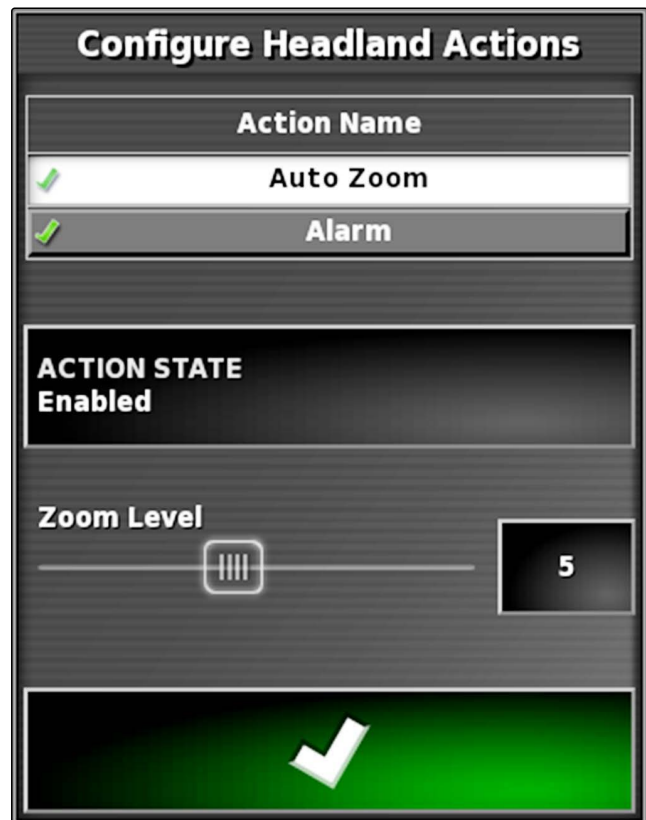 Configure Headland Actions
Action Name
Auto Zoom
Alarm
ACTION STATE
Enabled
Zoom Level
5